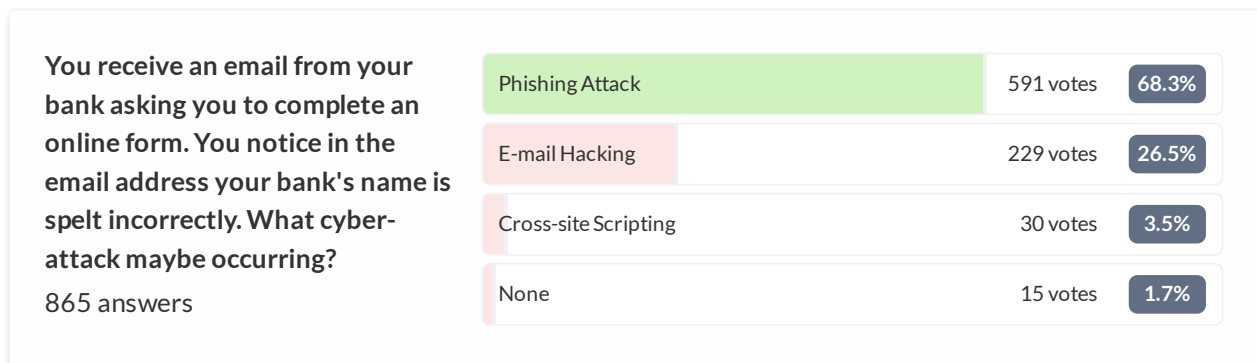 You receive an email from your
bank asking you to complete an
online form. You notice in the
email address your bank's name is
spelt incorrectly. What cyber-
attack maybe occurring?
865 answers
Phishing Attack 591 votes 68.3%
E-mail Hacking 229 votes 26.5%
Cross-site Scripting 30 votes 3.5%
None 15 votes 1.7%